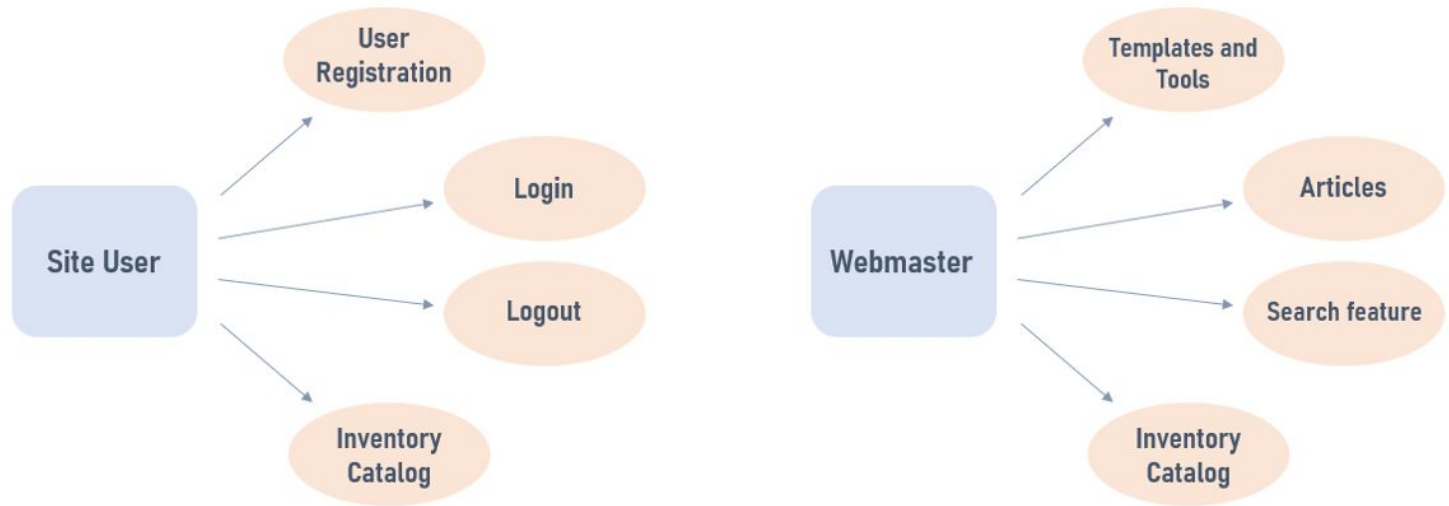 User
Registration
Login
Site User
Logout
Inventory
Catalog
Templates and
Tools
Articles
Webmaster
Search feature
Inventory
Catalog